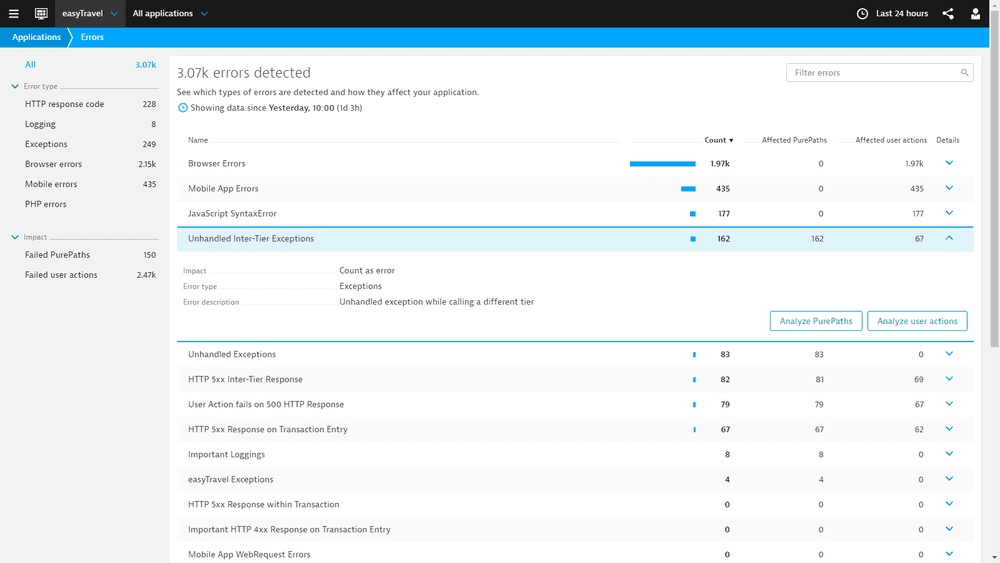 easyTravel All applications Last 24 hours
Applications Errors
All 3.07k
Error type
HTTP response code 228
Logging 8
Exceptions 249
Browser errors 2.15k
Mobile errors 435
PHP errors
Impact
Failed PurePaths 150
Failed user actions 2.47k
3.07k errors detected
Filter errors
See which types of errors are detected and how they affect your application.
Showing data since Yesterday, 10:00 (1d 3h)
Name Count ▼ Affected PurePaths Affected user actions Details
Browser Errors 1.97k 0 1.97k
Mobile App Errors 435 0 435
JavaScript SyntaxError 177 0 177
Unhandled Inter-Tier Exceptions 162 162 67
Impact Count as error
Error type Exceptions
Error description Unhandled exception while calling a different tier
Analyze PurePaths Analyze user actions
Unhandled Exceptions 83 83 0
HTTP 5xx Inter-Tier Response 82 81 69
User Action fails on 500 HTTP Response 79 79 67
HTTP 5xx Response on Transaction Entry 67 67 62
Important Loggings 8 8 0
easyTravel Exceptions 4 4 0
HTTP 5xx Response within Transaction 0 0 0
Important HTTP 4xx Response on Transaction Entry 0 0 0
Mobile App WebRequest Errors 0 0 0